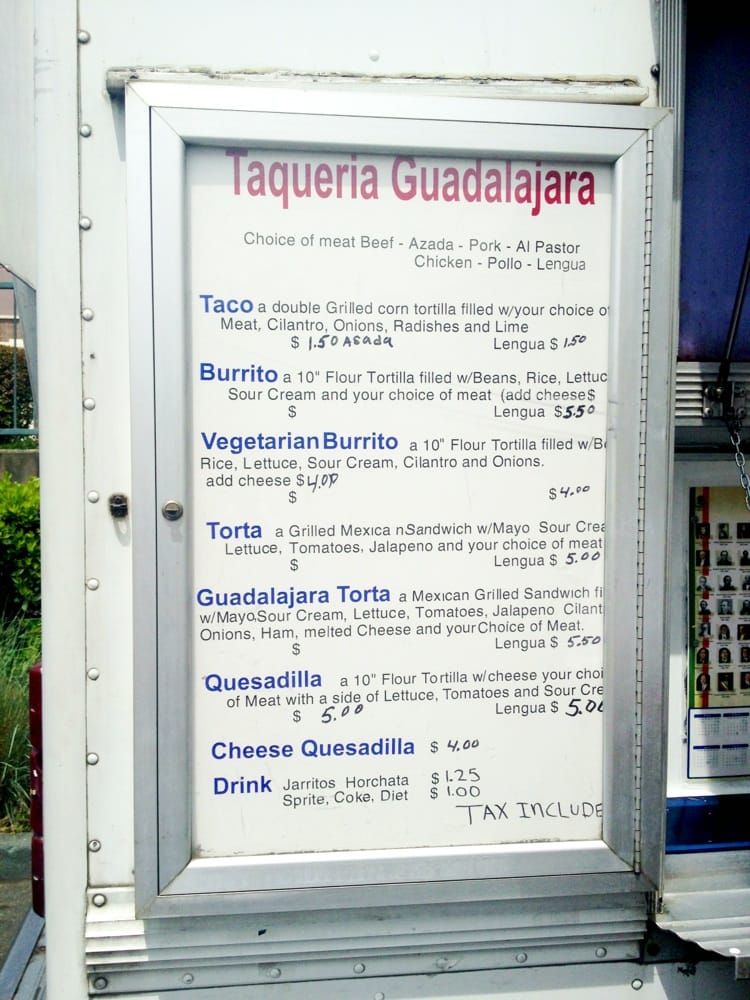 Taqueria Guadalajara
Choice of meat Beef - Azada - Pork - Al Pastor
Chicken - Pollo - Lengua
Taco a double Grilled corn tortilla filled w/your choice of
Meat, Cilantro, Onions, Radishes and Lime
$ 1.50 Asada Lengua $ 1.50
Burrito a 10" Flour Tortilla filled w/Beans, Rice, Lettuc
Sour Cream and your choice of meat (add cheese$
$ Lengua $5.50
Vegetarian Burrito a 10" Flour Tortilla filled w/Be
Rice, Lettuce, Sour Cream, Cilantro and Onions.
add cheese $4.00
$ $4.00
Torta a Grilled Mexica nSandwich w/Mayo Sour Crea
Lettuce, Tomatoes, Jalapeno and your choice of meat
$ Lengua $ 5.00
Guadalajara Torta a Mexican Grilled Sandwich fi
w/Mayo,Sour Cream, Lettuce, Tomatoes, Jalapeno Cilant
Onions, Ham, melted Cheese and your Choice of Meat.
$ Lengua $ 5.50
Quesadilla a 10" Flour Tortilla w/cheese your choi
of Meat with a side of Lettuce, Tomatoes and Sour Cre
$ 5.00 Lengua $ 5.00
Cheese Quesadilla $ 4.00
Drink Jarritos Horchata $ 1.25
Sprite, Coke, Diet $ 1.00
TAX INCLUDE